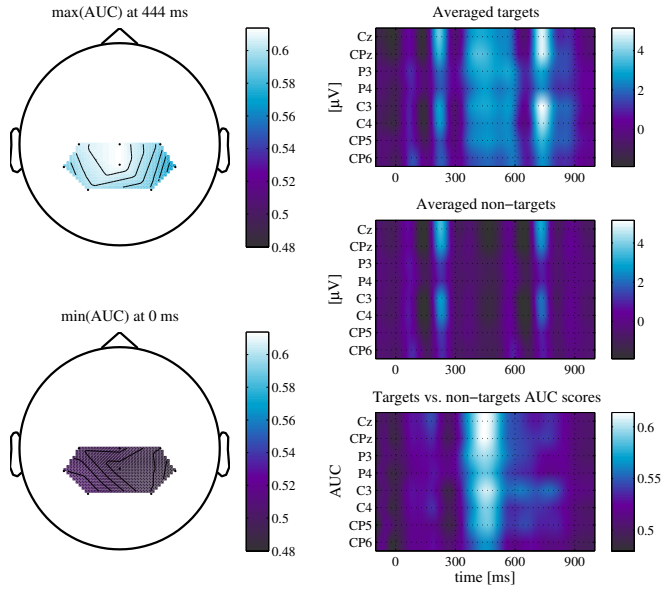 max(AUC) at 444 ms
0.6
0.58
0.56
0.54
0.52
0.5
0.48
min(AUC) at 0 ms
0.6
0.58
0.56
0.54
0.52
0.5
0.48
Averaged targets
[µV]
Cz
CPz
P3
P4
C3
C4
CP5
CP6
0 300 600 900
4
2
0
Averaged non−targets
[µV]
Cz
CPz
P3
P4
C3
C4
CP5
CP6
0 300 600 900
4
2
0
Targets vs. non−targets AUC scores
AUC
Cz
CPz
P3
P4
C3
C4
CP5
CP6
0 300 600 900
time [ms]
0.6
0.55
0.5